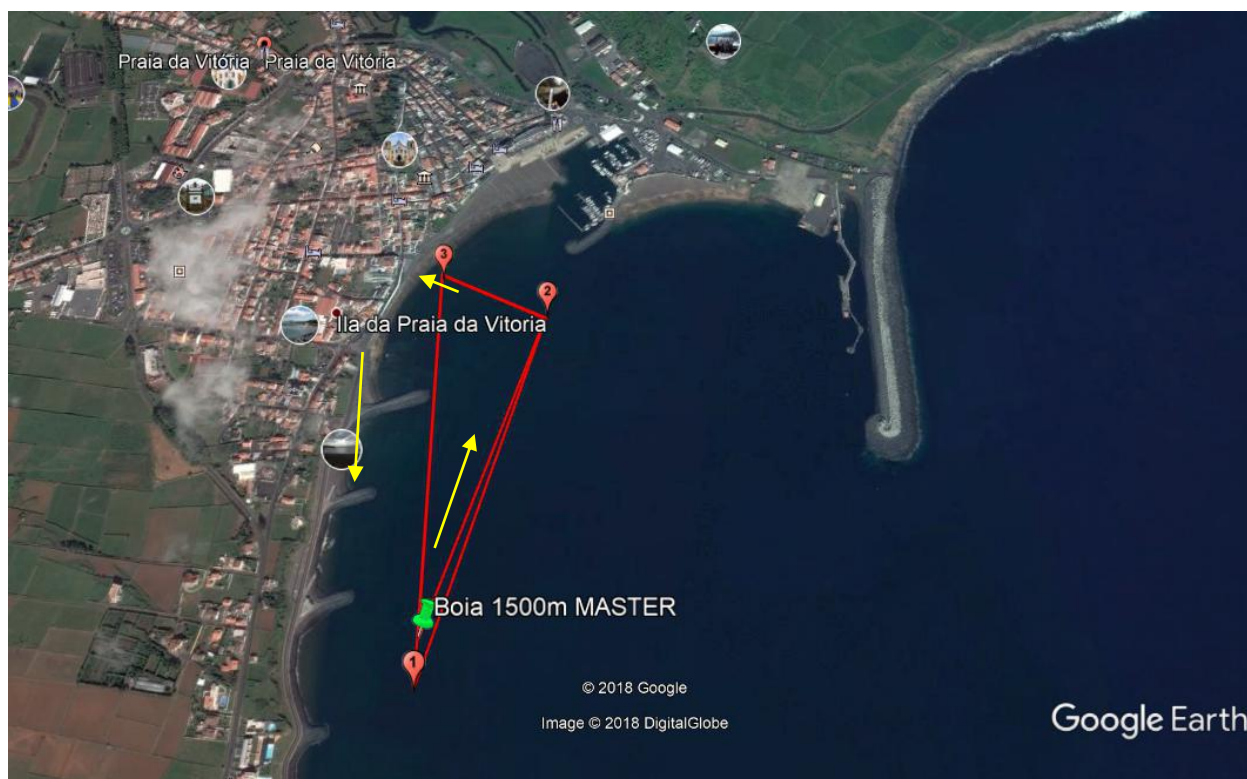 Praia da Vitória
Praia da Vitória
3
2
Ila da Praia da Vitoria
Boia 1500m MASTER
1
© 2018 Google
Image © 2018 DigitalGlobe
Google Earth